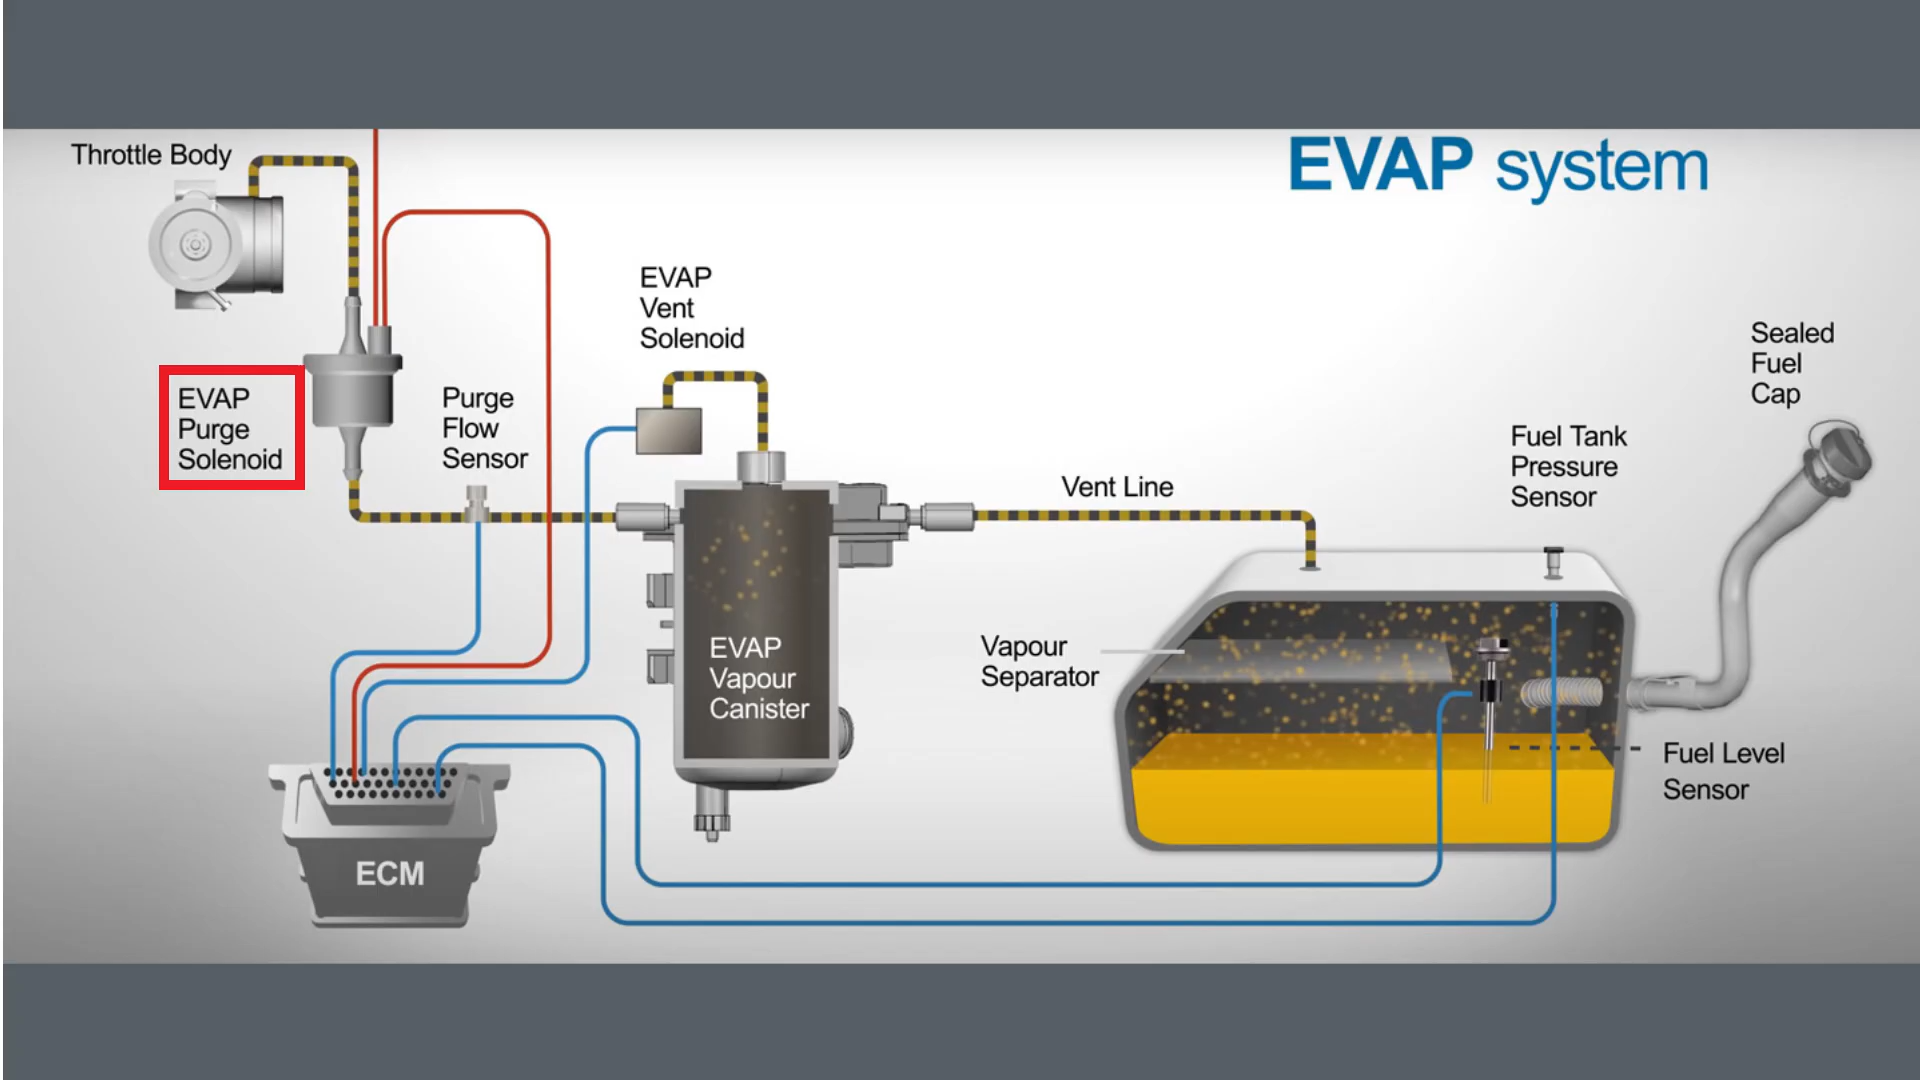 EVAP system
Throttle Body
EVAP
Vent
Solenoid
Sealed
Fuel
Cap
EVAP
Purge
Solenoid
Purge
Flow
Sensor
Fuel Tank
Pressure
Sensor
Vent Line
EVAP
Vapour
Canister
Vapour
Separator
Fuel Level
Sensor
ECM